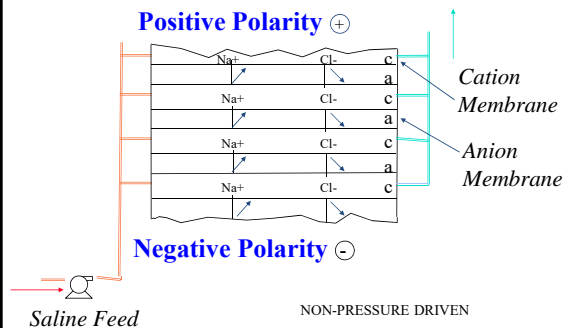 Positive Polarity +
Na+ Cl- c
a
Cation
Membrane
Na+ Cl- c
a
Na+ Cl- c
a
Anion
Membrane
Na+ Cl- c
Negative Polarity -
Saline Feed
NON-PRESSURE DRIVEN